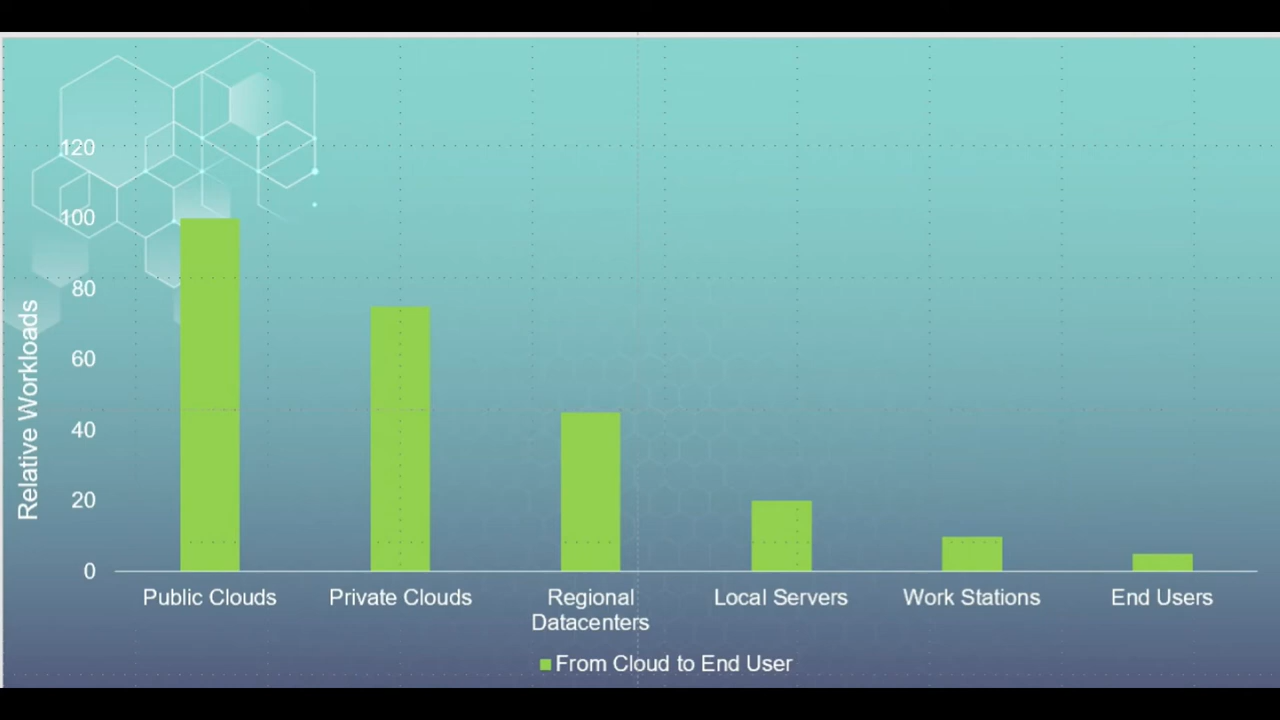 120
100
80
60
40
20
0
Relative Workloads
Public Clouds
Private Clouds
Regional
Datacenters
Local Servers
Work Stations
End Users
From Cloud to End User